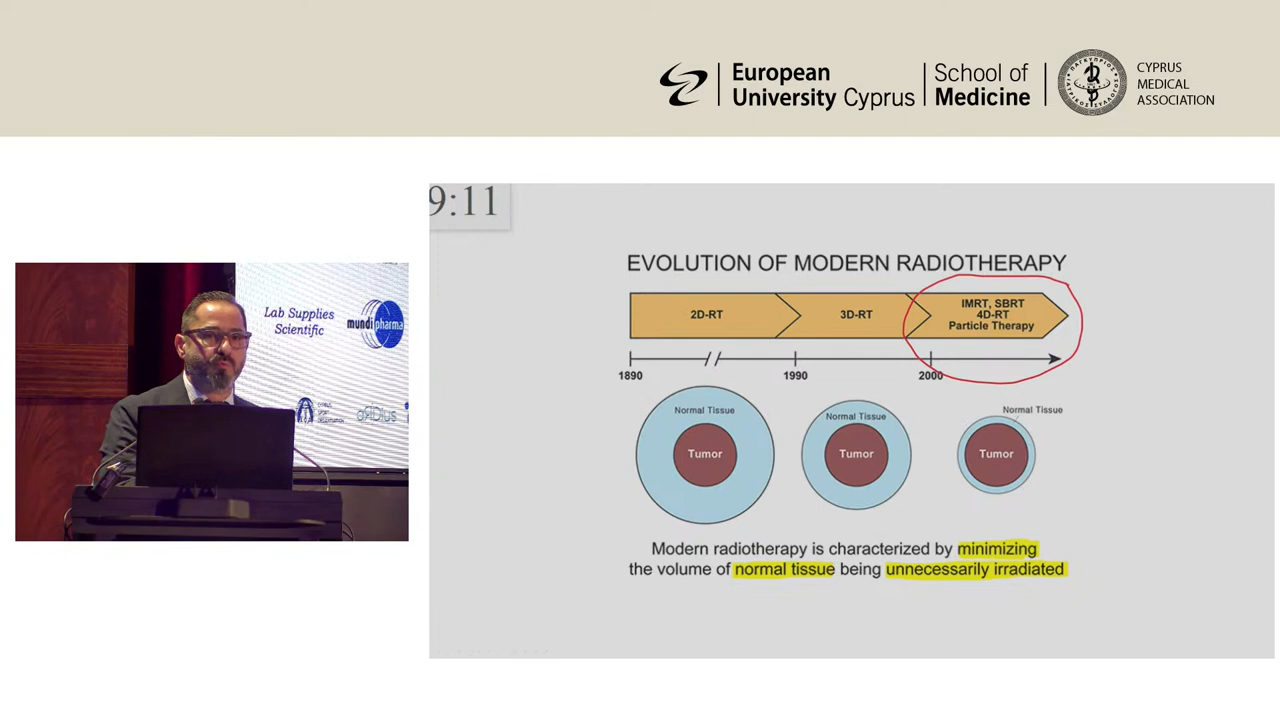 European
University Cyprus
School of
Medicine
CYPRUS
MEDICAL
ASSOCIATION
9:11
EVOLUTION OF MODERN RADIOTHERAPY
2D-RT
3D-RT
IMRT, SBRT
4D-RT
Particle Therapy
1890
1990
2000
Normal Tissue
Normal Tissue
Normal Tissue
Tumor
Tumor
Tumor
Modern radiotherapy is characterized by minimizing
the volume of normal tissue being unnecessarily irradiated
Lab Supplies
Scientific
mundipharma